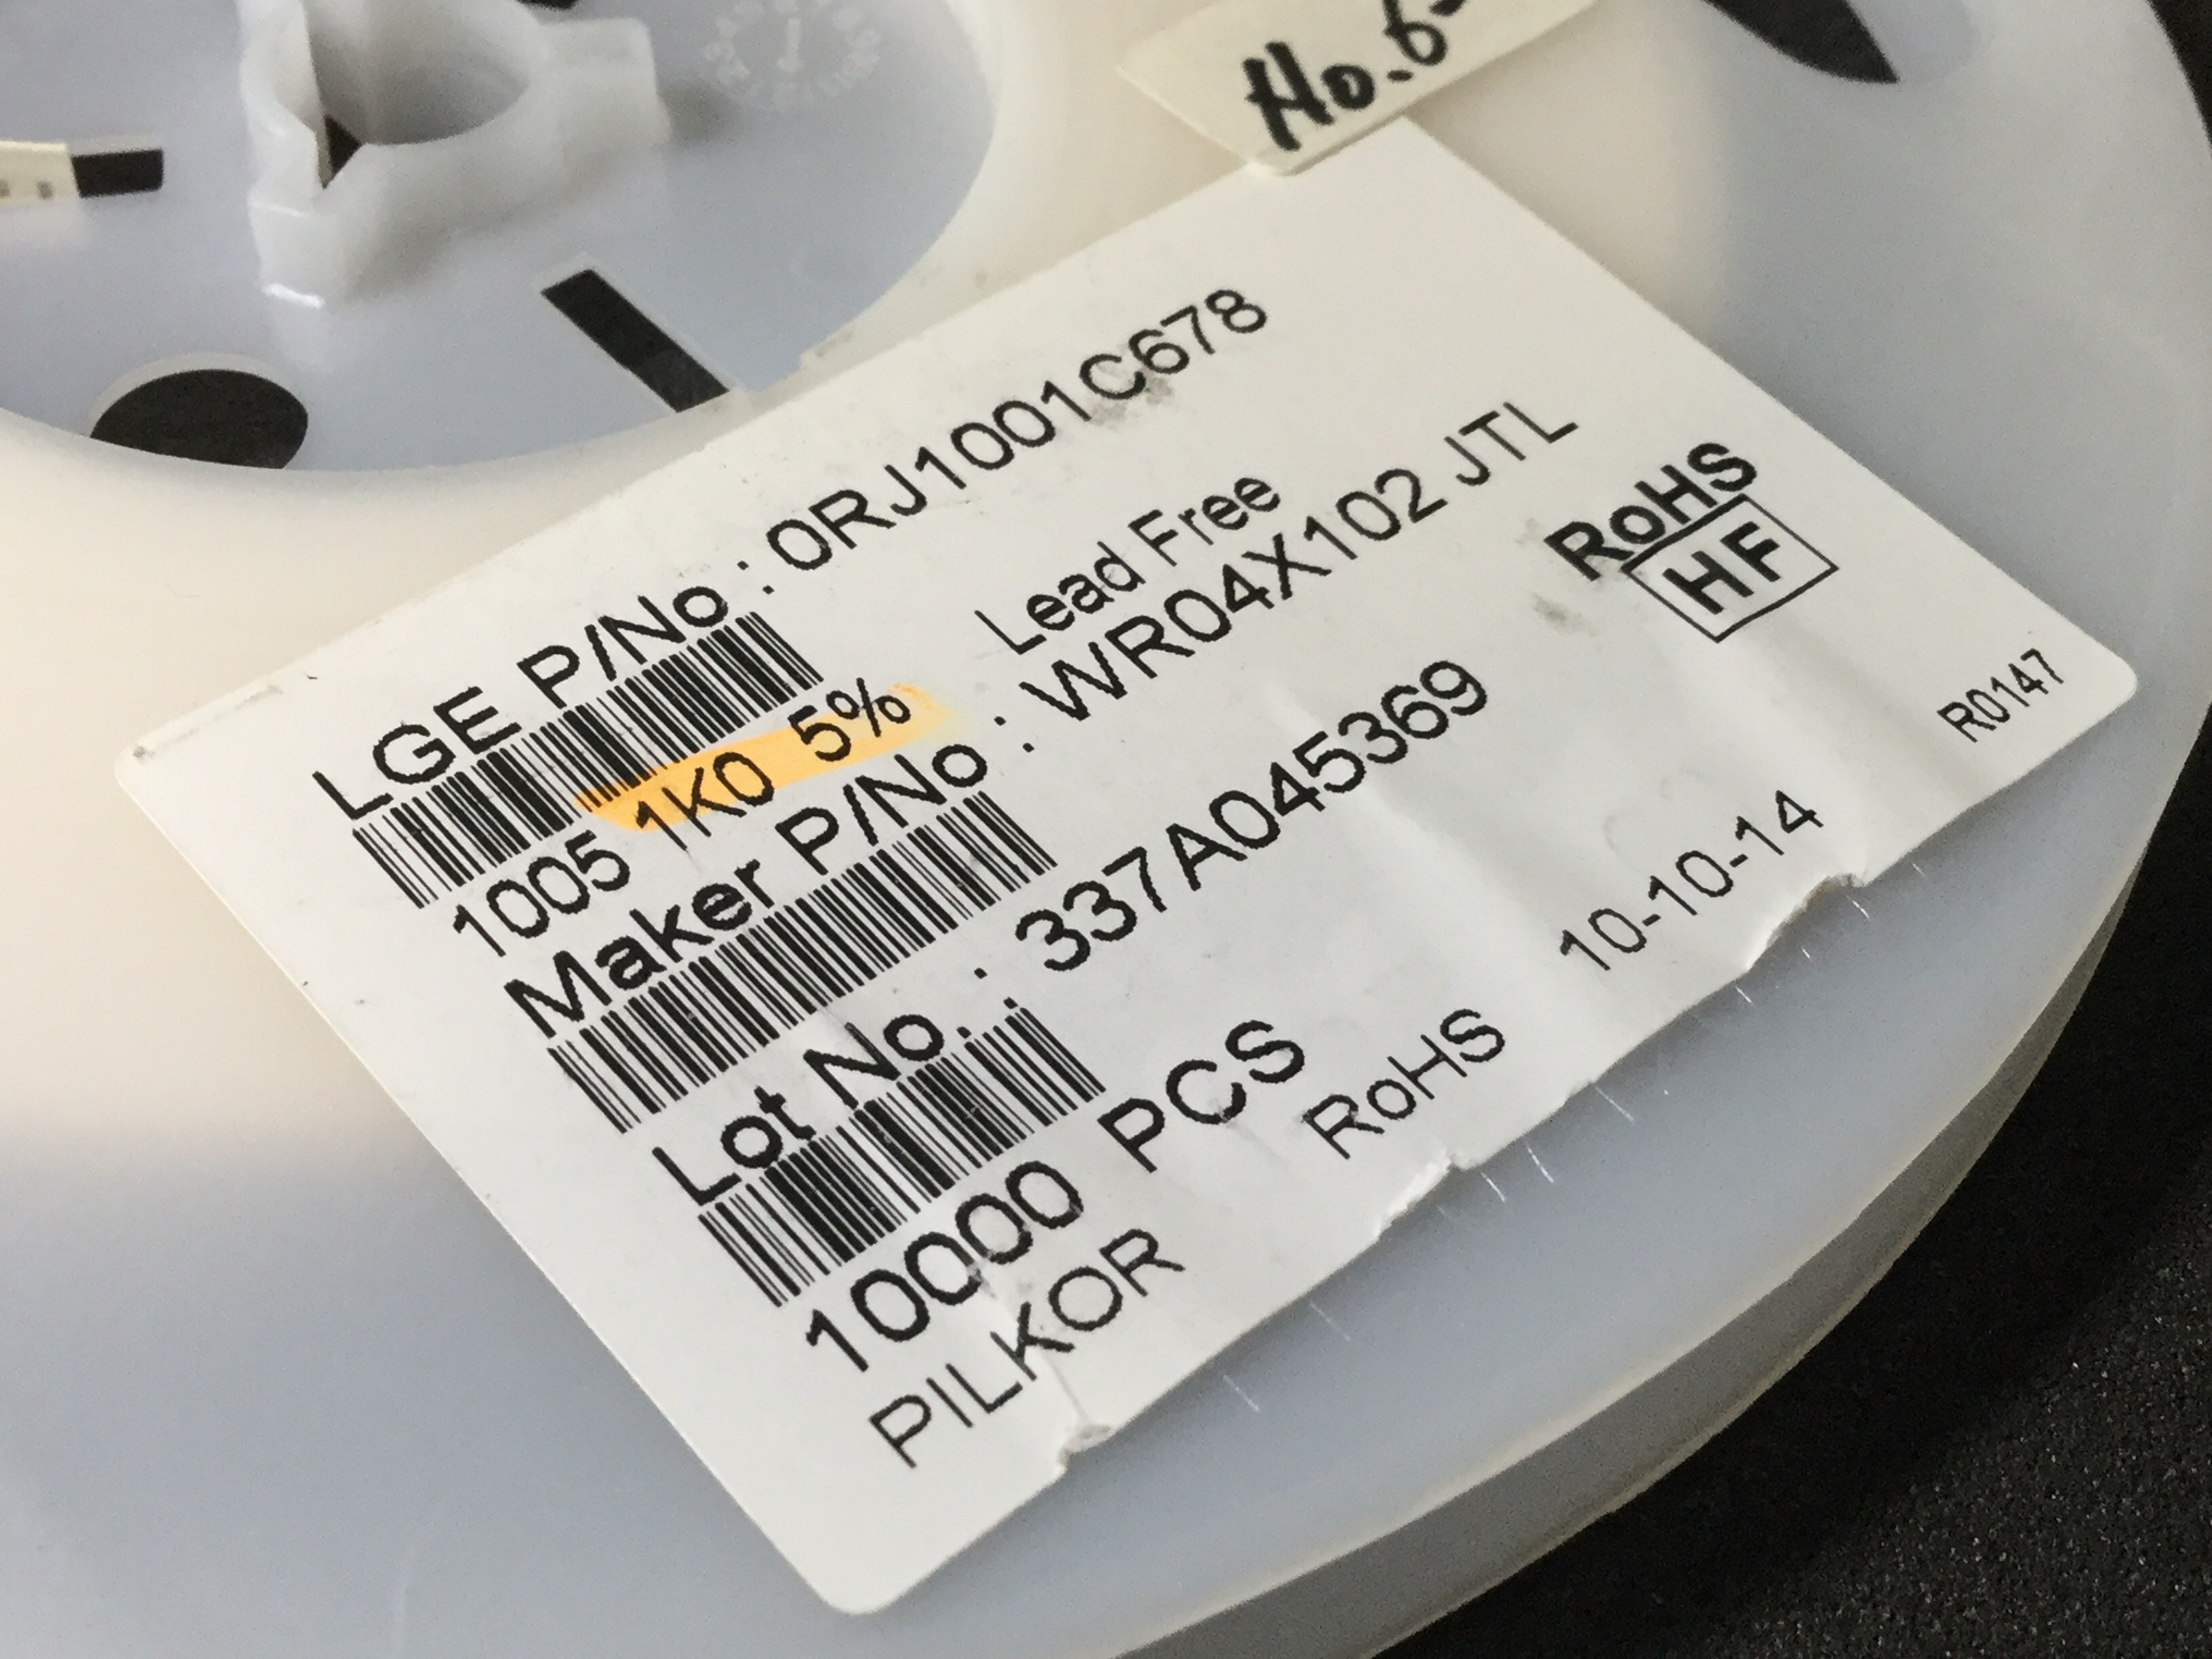 No.6-
LGE P/No : 0RJ1001C678
1005 1K0 5% Lead Free
Maker P/No : WR04X102 JTL
RoHS
HF
Lot No. : 337A045369
10000 PCS
PILKOR RoHS 10-10-14 R0147